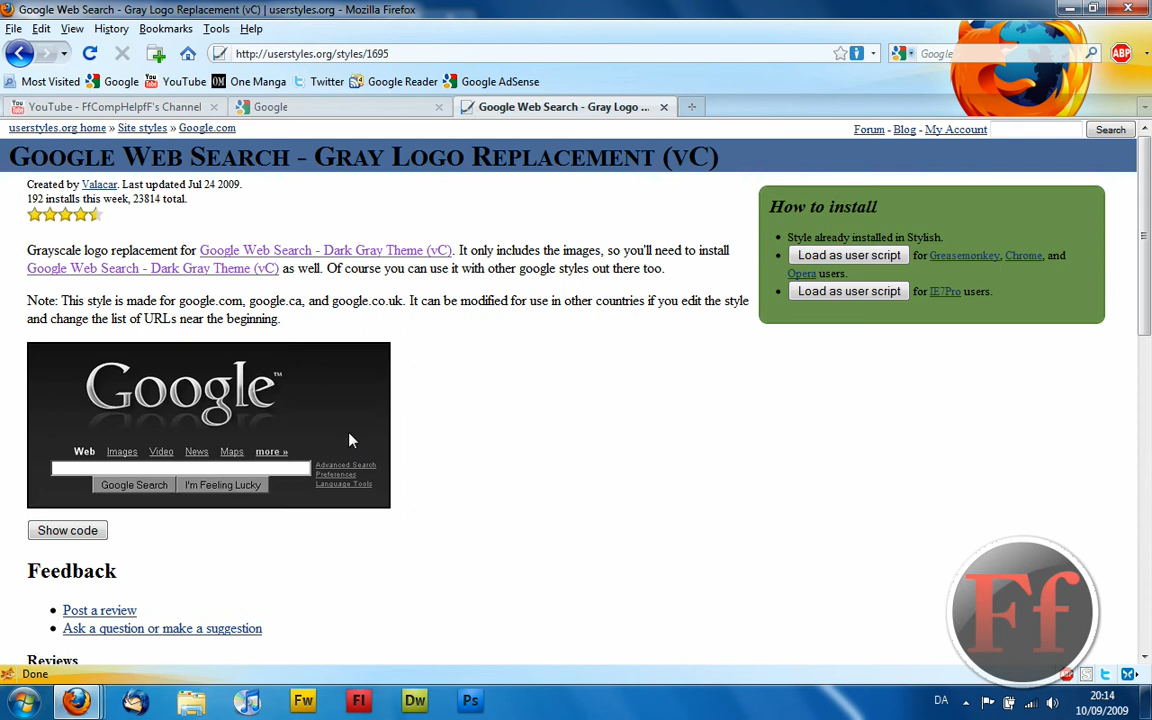 Google Web Search - Gray Logo Replacement (vC) | userstyles.org - Mozilla Firefox
File Edit View History Bookmarks Tools Help
http://userstyles.org/styles/1695
Google
ABP
Most Visited Google YouTube One Manga Twitter Google Reader Google AdSense
YouTube - FfCompHelpfF's Channel
Google
Google Web Search - Gray Logo ...
userstyles.org home » Site styles » Google.com
Forum - Blog - My Account
Search
Google Web Search - Gray Logo Replacement (vC)
Created by Valacar. Last updated Jul 24 2009.
192 installs this week, 23814 total.
Grayscale logo replacement for Google Web Search - Dark Gray Theme (vC). It only includes the images, so you'll need to install
Google Web Search - Dark Gray Theme (vC) as well. Of course you can use it with other google styles out there too.
Note: This style is made for google.com, google.ca, and google.co.uk. It can be modified for use in other countries if you edit the style
and change the list of URLs near the beginning.
How to install
Style already installed in Stylish.
Load as user script for Greasemonkey, Chrome, and
Opera users.
Load as user script for IE7Pro users.
Google™
Web Images Video News Maps more »
Advanced Search
Preferences
Language Tools
Google Search I'm Feeling Lucky
Show code
Feedback
Post a review
Ask a question or make a suggestion
Reviews
Ff
Done
Fw Fl Dw Ps
DA
20:14
10/09/2009